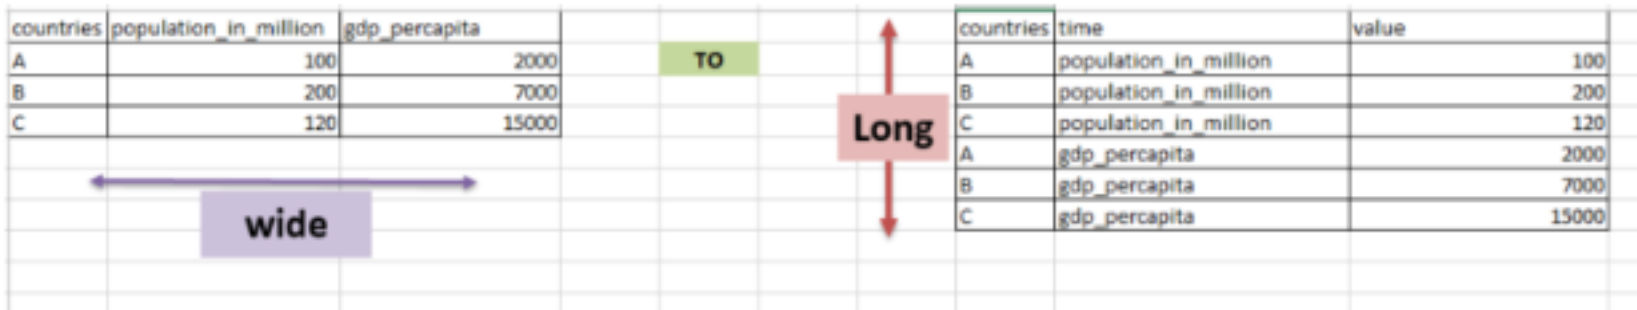 countries population_in_million gdp_percapita
A 100 2000
B 200 7000
C 120 15000
wide
TO
Long
countries time value
A population_in_million 100
B population_in_million 200
C population_in_million 120
A gdp_percapita 2000
B gdp_percapita 7000
C gdp_percapita 15000